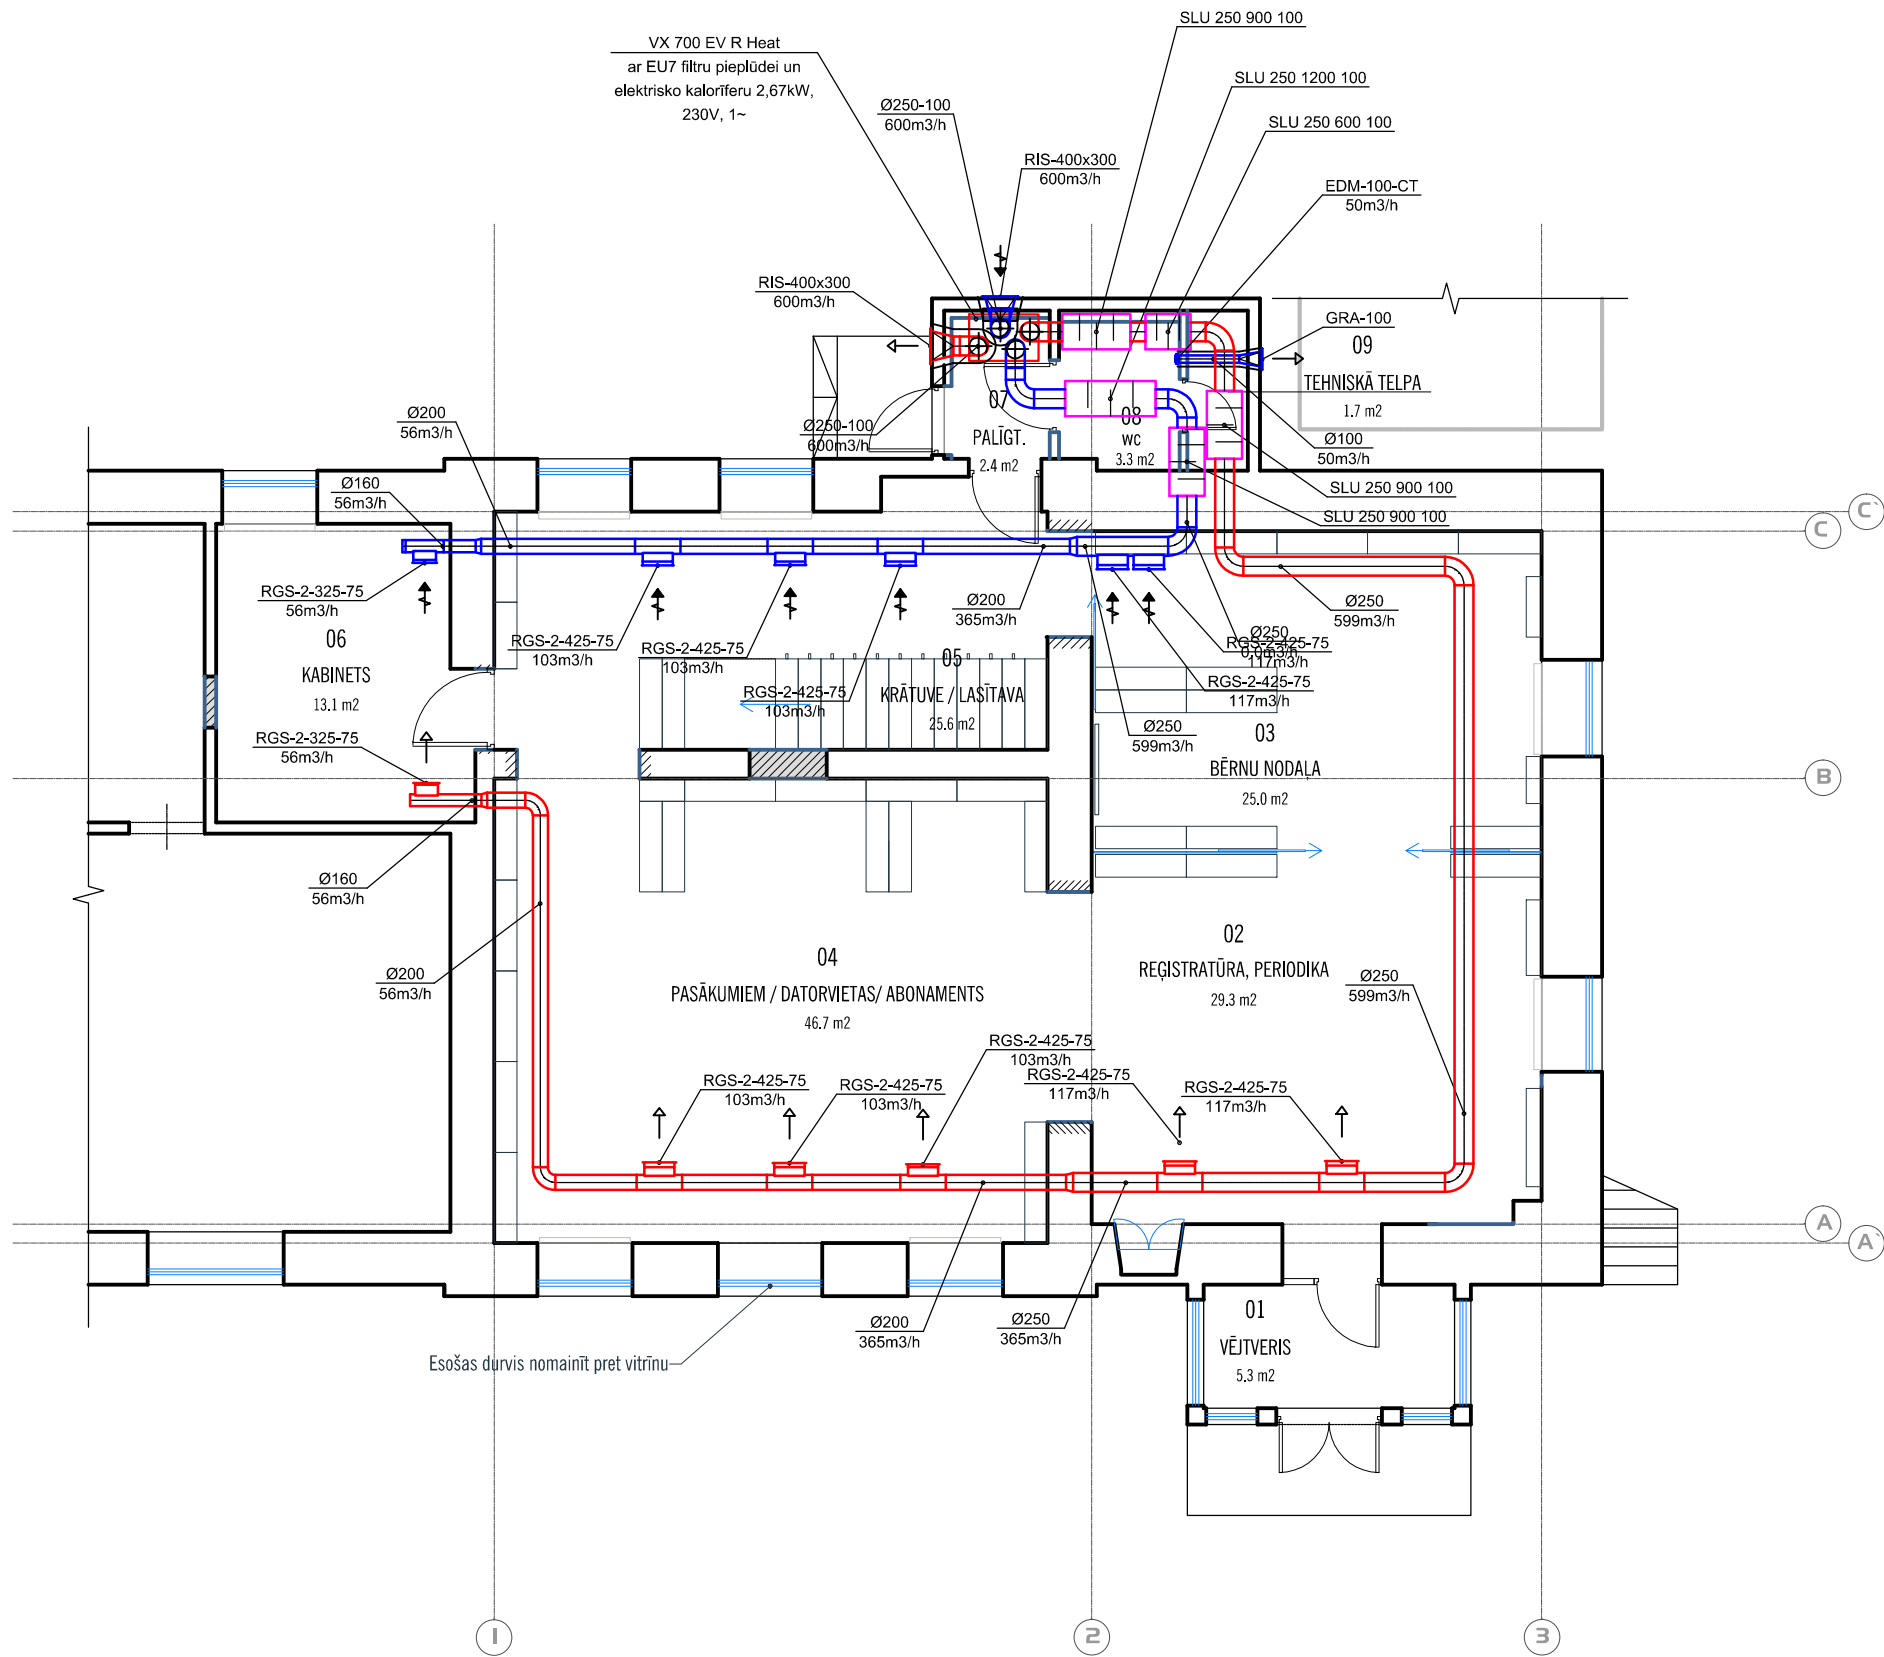 SLU 250 900 100
VX 700 EV R Heat
ar EU7 filtru pieplūdei un
elektrisko kalorīferu 2,67kW,
230V, 1~
SLU 250 1200 100
Ø250-100
600m3/h
SLU 250 600 100
RIS-400x300
600m3/h
EDM-100-CT
50m3/h
RIS-400x300
600m3/h
GRA-100
09
TEHNISKĀ TELPA
1.7 m2
Ø200
56m3/h
Ø250-100
600m3/h
07
PALĪGT.
2.4 m2
08
WC
3.3 m2
Ø100
50m3/h
Ø160
56m3/h
SLU 250 900 100
SLU 250 900 100
C`
C
RGS-2-325-75
56m3/h
06
KABINETS
13.1 m2
RGS-2-425-75
103m3/h
RGS-2-425-75
103m3/h
RGS-2-425-75
103m3/h
Ø200
365m3/h
05
KRĀTUVE / LASĪTAVA
25.6 m2
Ø250
0,0m3/h
RGS-2-425-75
117m3/h
RGS-2-425-75
117m3/h
Ø250
599m3/h
Ø250
599m3/h
03
BĒRNU NODAĻA
25.0 m2
RGS-2-325-75
56m3/h
B
Ø160
56m3/h
Ø200
56m3/h
04
PASĀKUMIEM / DATORVIETAS/ ABONAMENTS
46.7 m2
02
REĢISTRATŪRA, PERIODIKA
29.3 m2
Ø250
599m3/h
RGS-2-425-75
103m3/h
RGS-2-425-75
103m3/h
RGS-2-425-75
103m3/h
RGS-2-425-75
117m3/h
RGS-2-425-75
117m3/h
A
A`
Ø200
365m3/h
Ø250
365m3/h
01
VĒJTVERIS
5.3 m2
Esošas durvis nomainīt pret vitrīnu
1
2
3